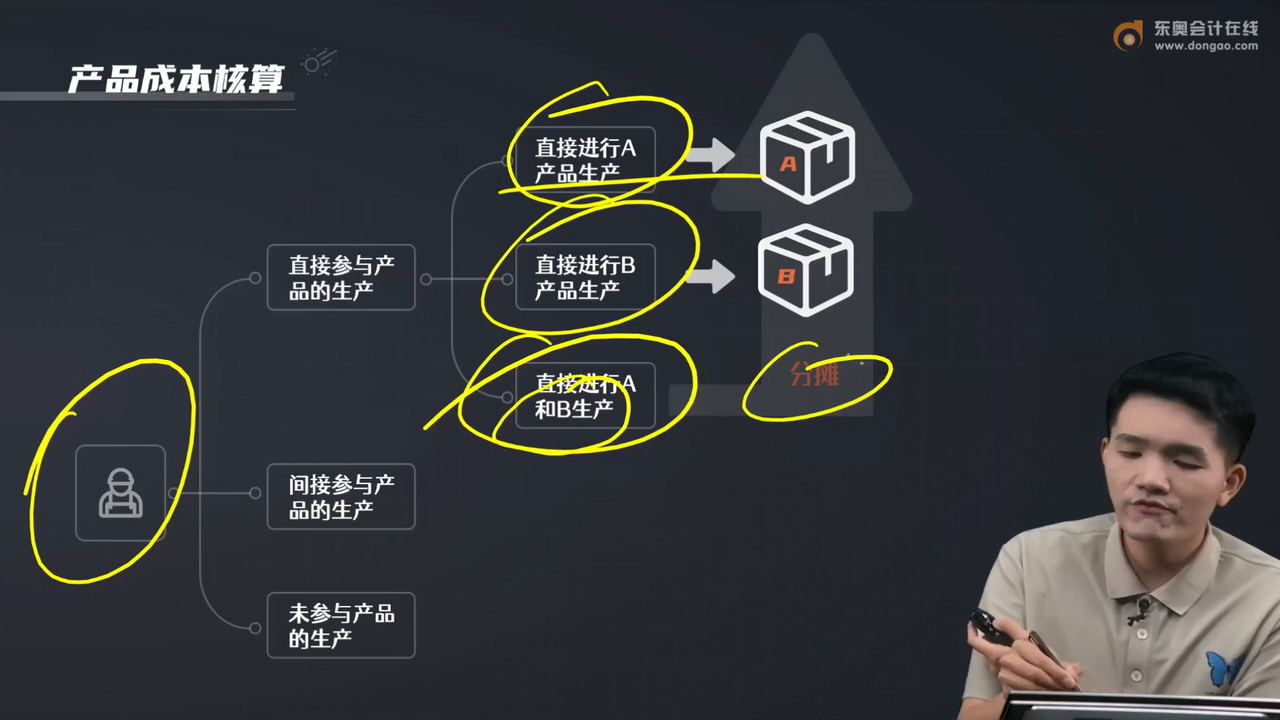 东奥会计在线
www.dongao.com
产品成本核算
直接进行A
产品生产
A
直接参与产
品的生产
直接进行B
产品生产
B
直接进行A
和B生产
分摊
间接参与产
品的生产
未参与产品
的生产